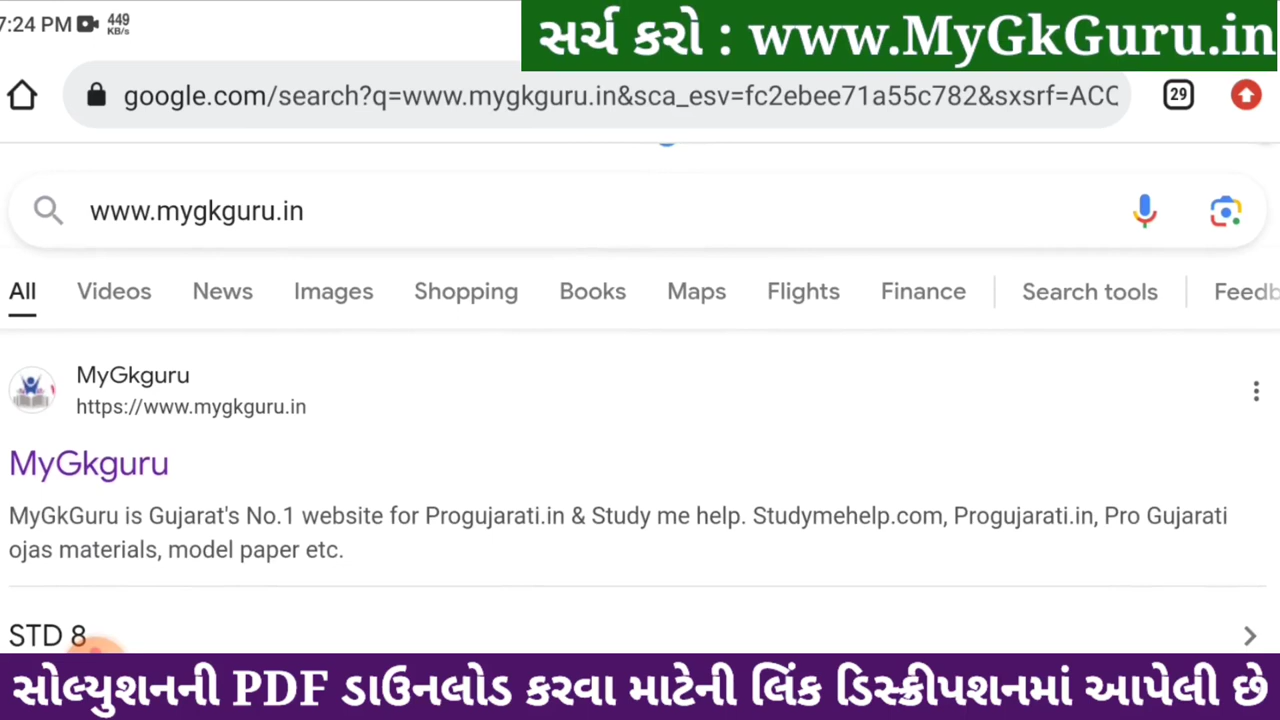 7:24 PM 449 KB/s
સર્ચ કરો : www.MyGkGuru.in
google.com/search?q=www.mygkguru.in&sca_esv=fc2ebee71a55c782&sxsrf=ACC
29
www.mygkguru.in
All Videos News Images Shopping Books Maps Flights Finance Search tools Feedb
MyGkguru
https://www.mygkguru.in
MyGkguru
MyGkGuru is Gujarat's No.1 website for Progujarati.in & Study me help. Studymehelp.com, Progujarati.in, Pro Gujarati
ojas materials, model paper etc.
STD 8
સોલ્યુશનની PDF ડાઉનલોડ કરવા માટેની લિંક ડિસ્ક્રીપશનમાં આપેલી છે